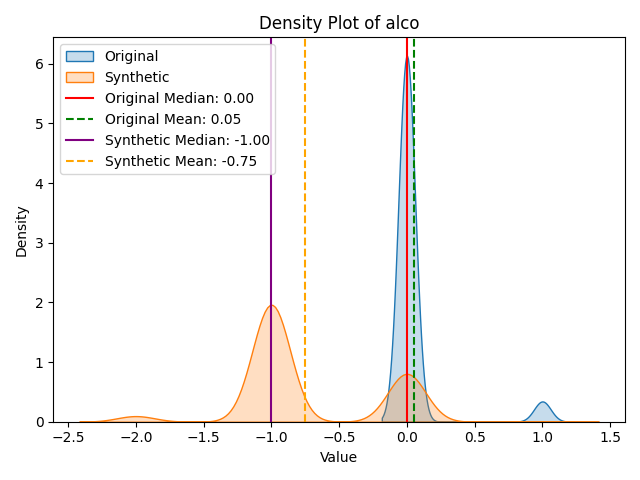 Density Plot of alco
Original
Synthetic
Original Median: 0.00
Original Mean: 0.05
Synthetic Median: -1.00
Synthetic Mean: -0.75
Density
6
5
4
3
2
1
0
−2.5 −2.0 −1.5 −1.0 −0.5 0.0 0.5 1.0 1.5
Value